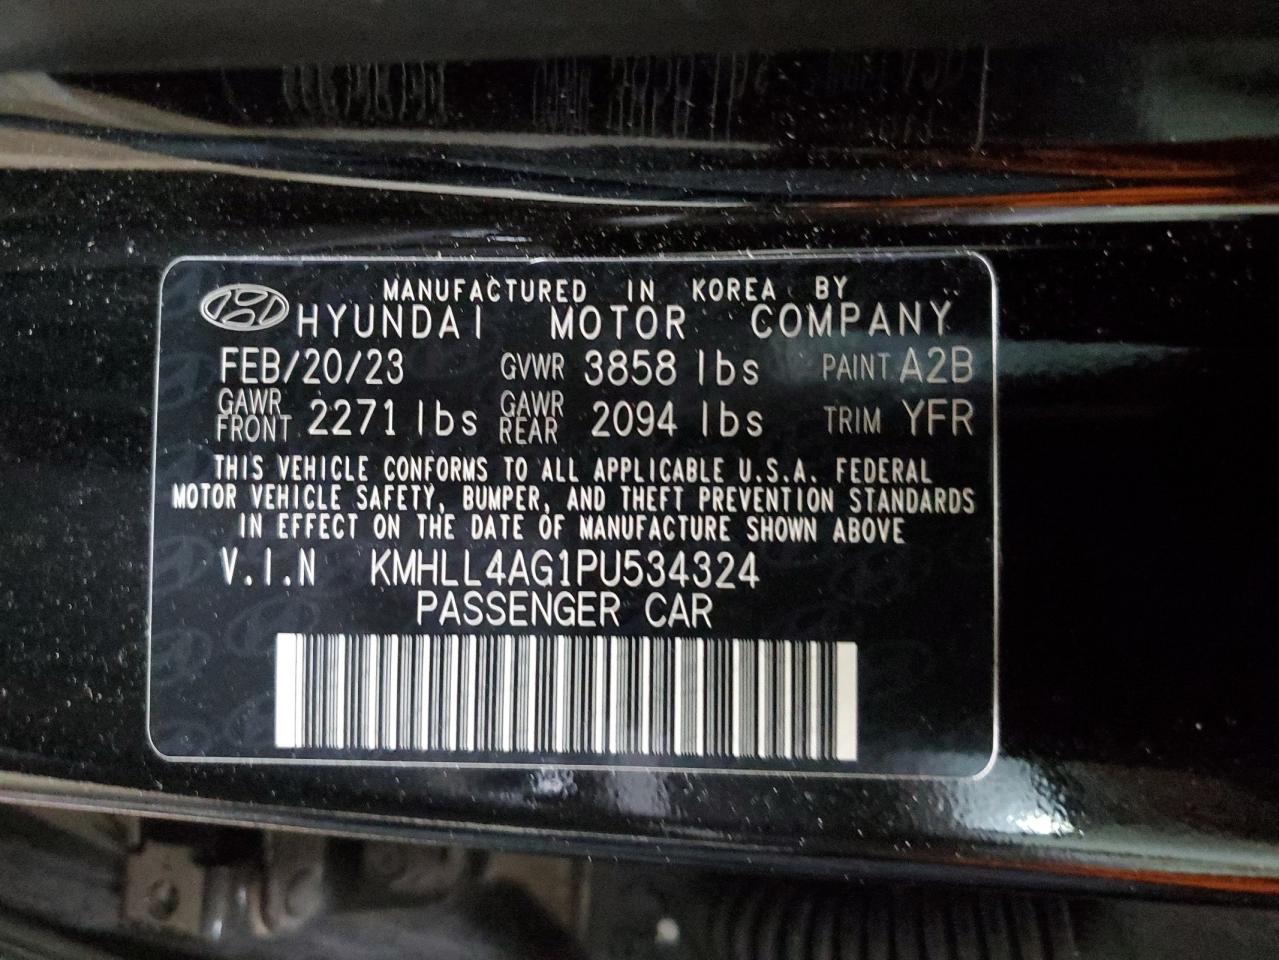 MANUFACTURED IN KOREA BY
HYUNDAI MOTOR COMPANY
FEB/20/23 GVWR 3858 lbs PAINT A2B
GAWR FRONT 2271 lbs GAWR REAR 2094 lbs TRIM YFR
THIS VEHICLE CONFORMS TO ALL APPLICABLE U.S.A. FEDERAL
MOTOR VEHICLE SAFETY, BUMPER, AND THEFT PREVENTION STANDARDS
IN EFFECT ON THE DATE OF MANUFACTURE SHOWN ABOVE
V.I.N KMHLL4AG1PU534324
PASSENGER CAR